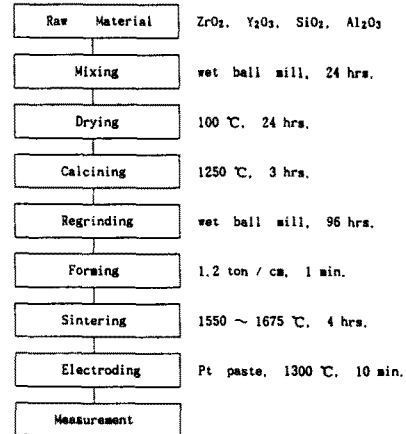 Raw Material ZrO₂, Y₂O₃, SiO₂, Al₂O₃
Mixing wet ball mill, 24 hrs.
Drying 100 ℃, 24 hrs.
Calcining 1250 ℃, 3 hrs.
Regrinding wet ball mill, 96 hrs.
Forming 1.2 ton / cm, 1 min.
Sintering 1550 ~ 1675 ℃, 4 hrs.
Electroding Pt paste, 1300 ℃, 10 min.
Measurement